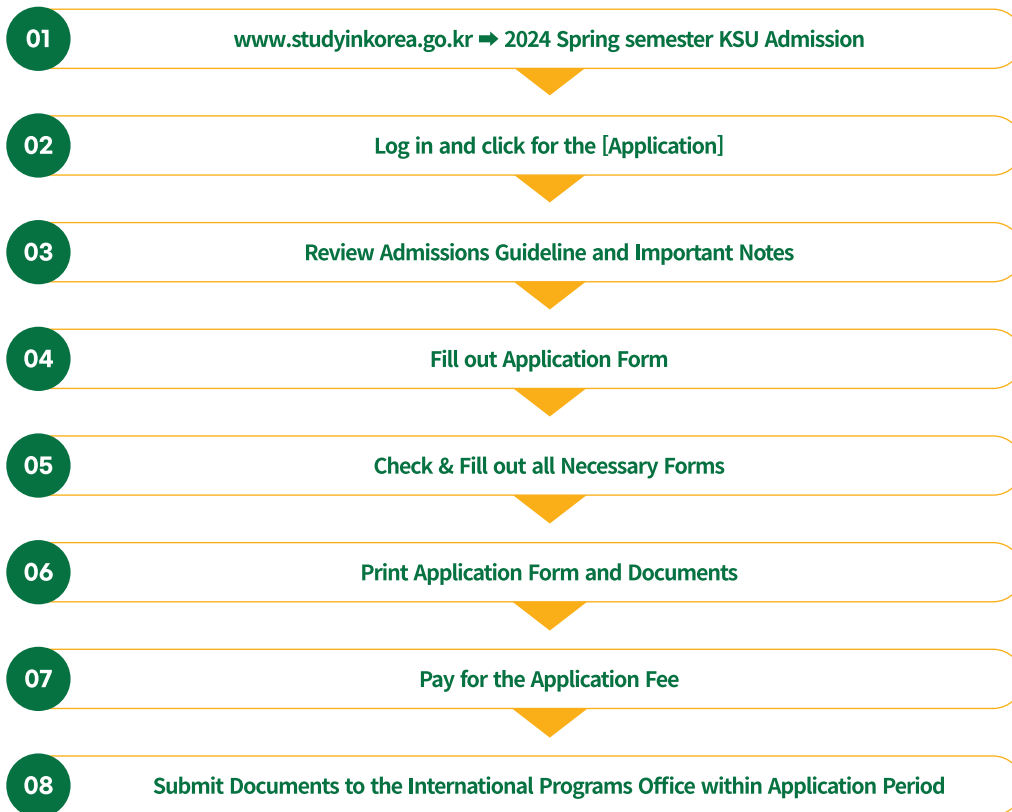 01 www.studyinkorea.go.kr ➡ 2024 Spring semester KSU Admission
02 Log in and click for the [Application]
03 Review Admissions Guideline and Important Notes
04 Fill out Application Form
05 Check & Fill out all Necessary Forms
06 Print Application Form and Documents
07 Pay for the Application Fee
08 Submit Documents to the International Programs Office within Application Period